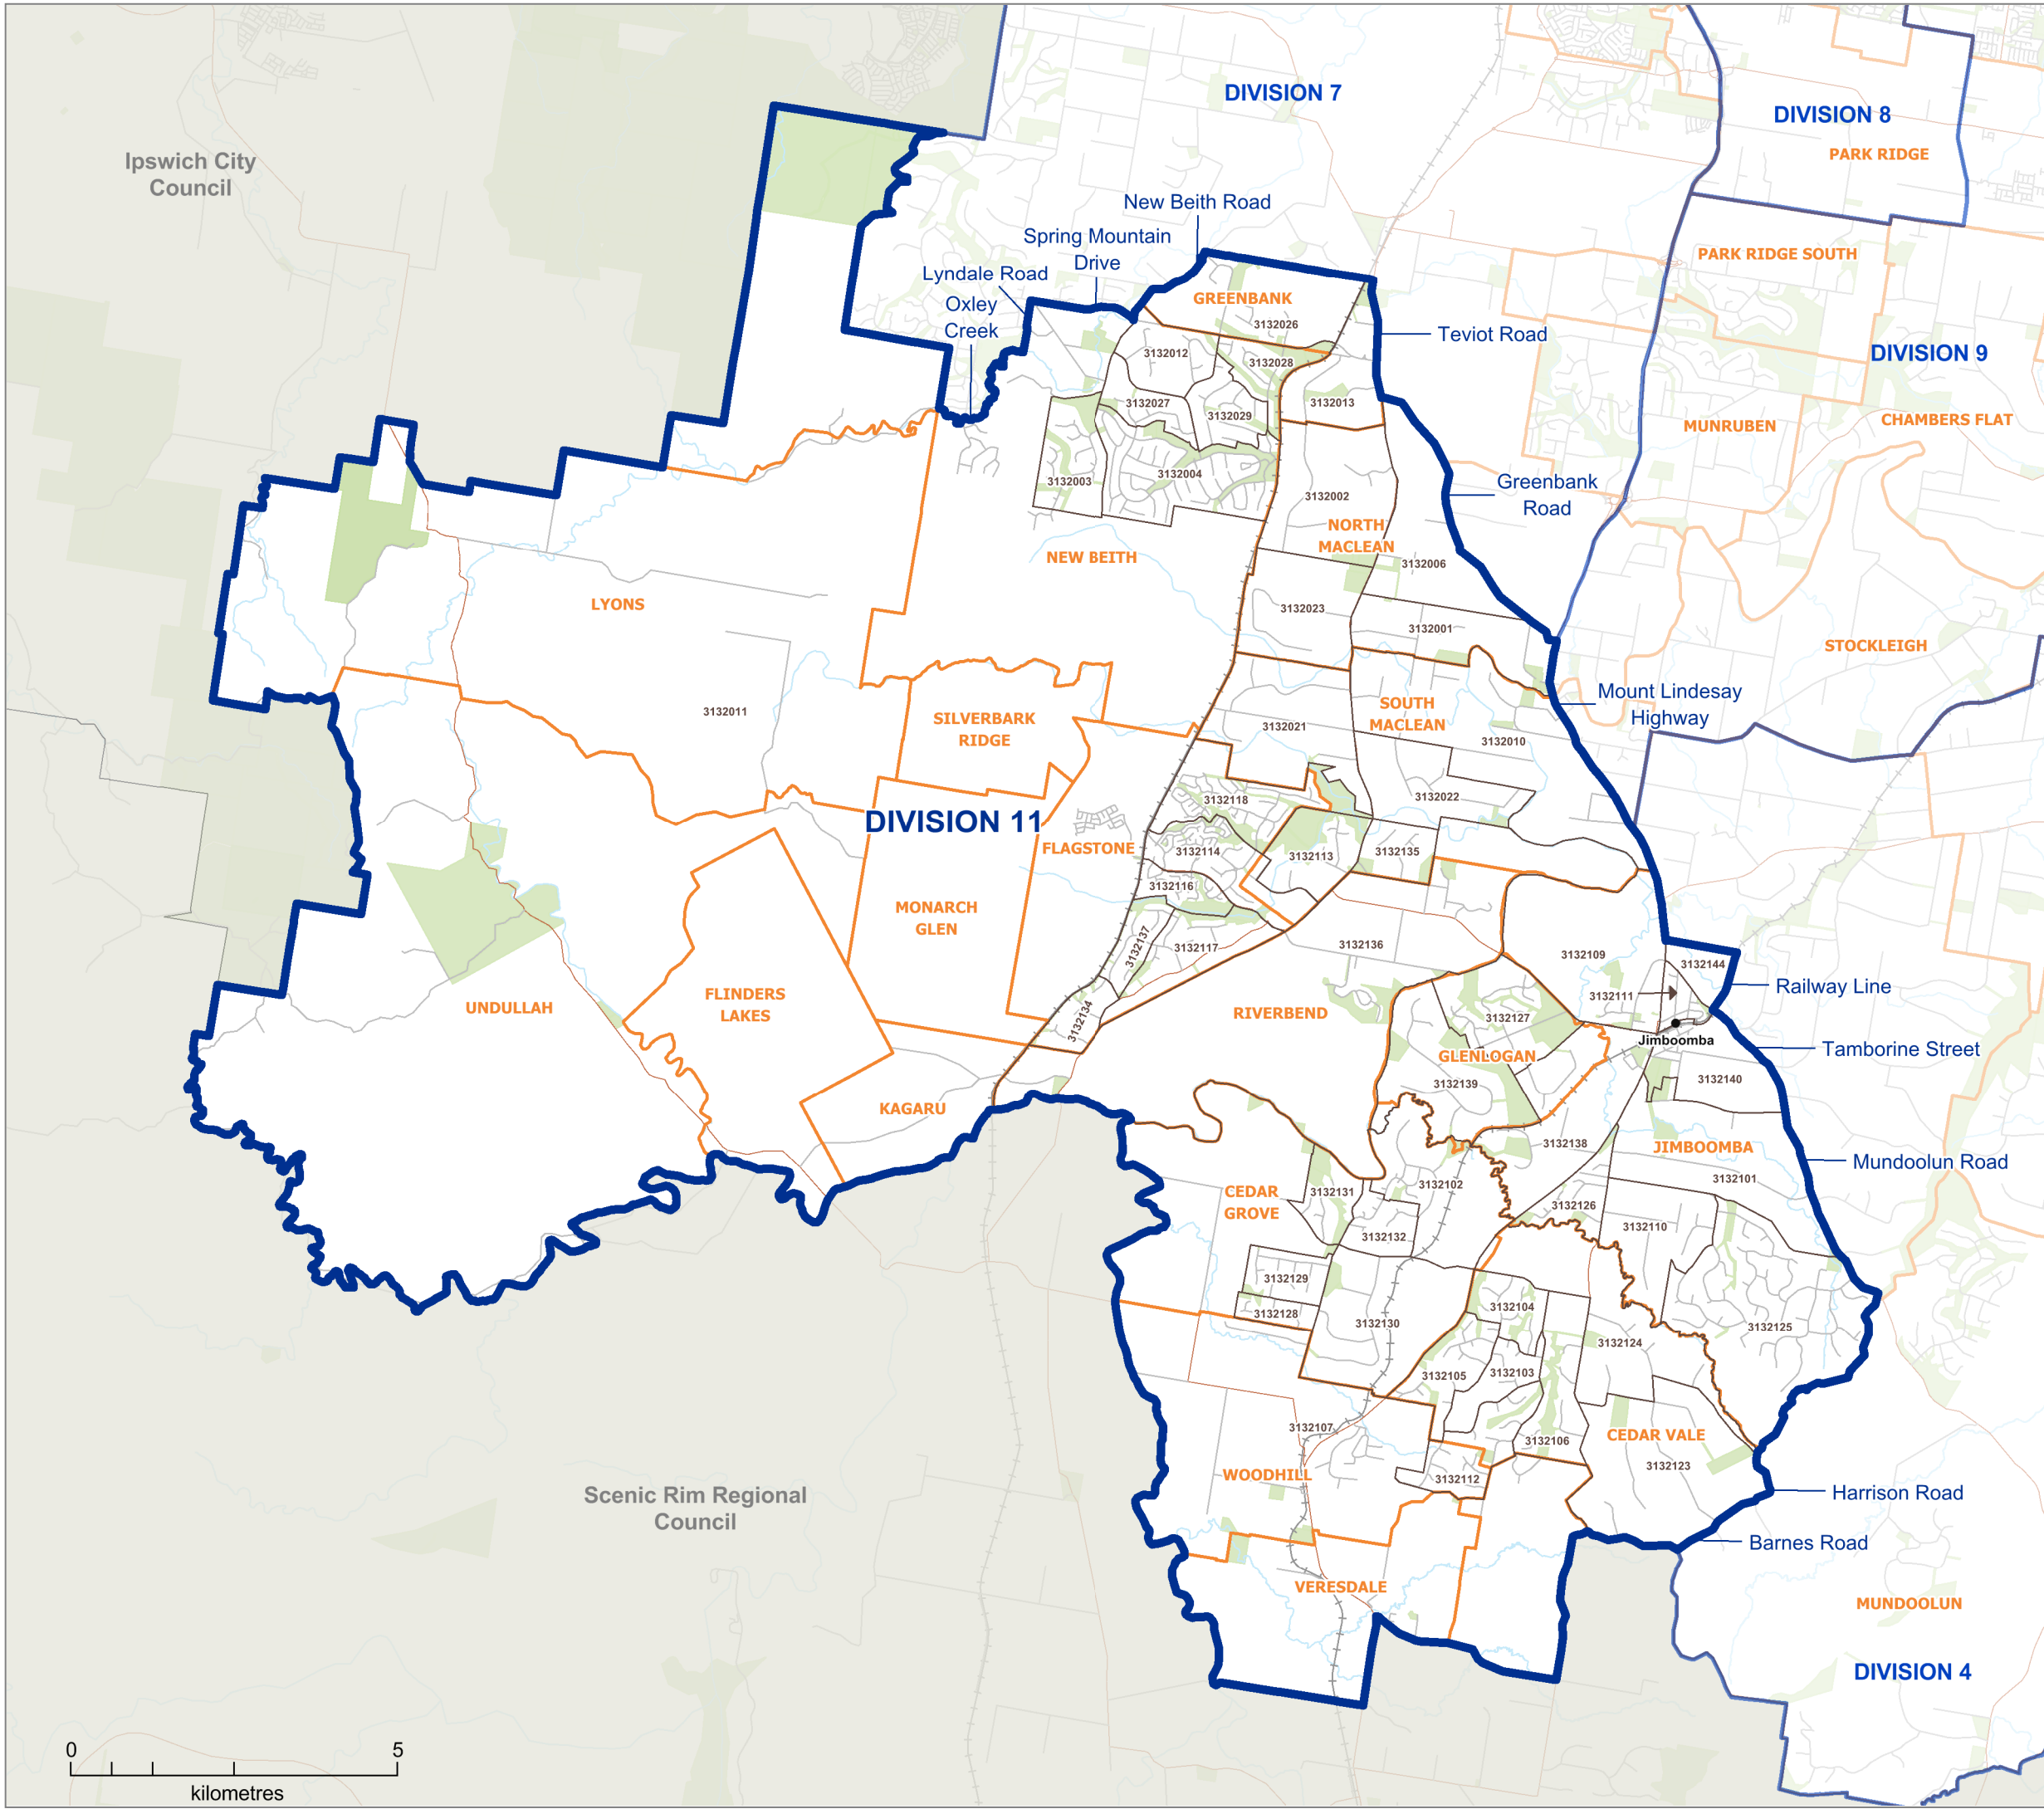 DIVISION 7
DIVISION 8
PARK RIDGE
Ipswich City
Council
New Beith Road
Spring Mountain
Drive
PARK RIDGE SOUTH
Lyndale Road
GREENBANK
Oxley
Creek
3132026
Teviot Road
DIVISION 9
3132012
3132028
3132027
3132029
3132013
CHAMBERS FLAT
MUNRUBEN
3132003
3132004
Greenbank
Road
3132002
NORTH
MACLEAN
NEW BEITH
3132006
LYONS
3132023
3132001
STOCKLEIGH
Mount Lindesay
Highway
3132011
SILVERBARK
RIDGE
SOUTH
MACLEAN
3132021
3132010
3132118
3132022
DIVISION 11
FLAGSTONE
3132114
3132113
3132135
3132116
MONARCH
GLEN
3132137
3132117
3132136
3132109
3132144
Railway Line
3132111
UNDULLAH
FLINDERS
LAKES
3132134
RIVERBEND
3132127
Jimboomba
Tamborine Street
GLENLOGAN
3132139
3132140
KAGARU
3132138
JIMBOOMBA
Mundoolun Road
3132101
CEDAR
GROVE
3132131
3132102
3132126
3132110
3132132
3132129
3132128
3132130
3132104
3132124
3132125
3132105
3132103
3132107
3132106
CEDAR VALE
3132123
WOODHILL
3132112
Scenic Rim Regional
Council
Harrison Road
Barnes Road
VERESDALE
MUNDOOLUN
DIVISION 4
0 5
kilometres